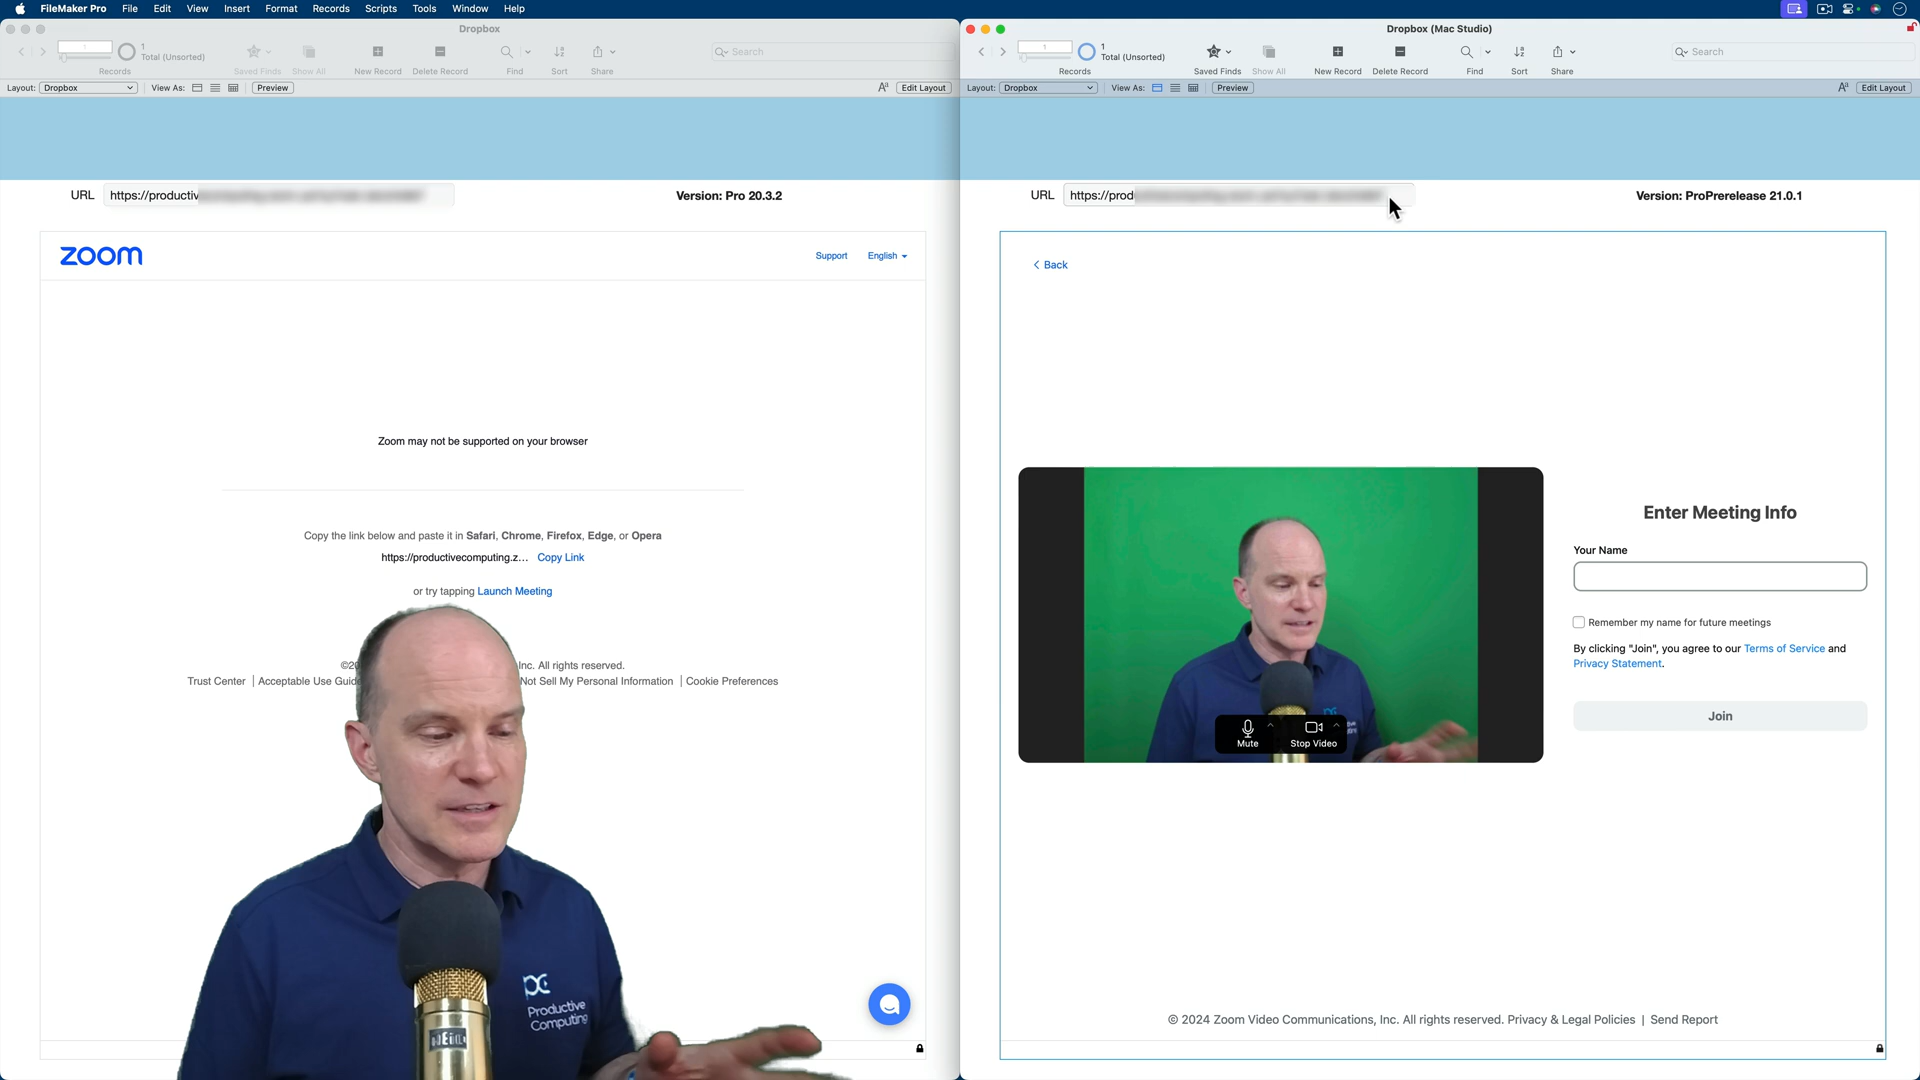 FileMaker Pro File Edit View Insert Format Records Scripts Tools Window Help
Dropbox
1
1
Total (Unsorted)
Records
Saved Finds
Show All
New Record
Delete Record
Find
Sort
Share
Search
Layout: Dropbox View As: Preview Aa Edit Layout
URL https://productiv
Version: Pro 20.3.2
zoom
Support English
Zoom may not be supported on your browser
Copy the link below and paste it in Safari, Chrome, Firefox, Edge, or Opera
https://productivecomputing.z... Copy Link
or try tapping Launch Meeting
©20 Inc. All rights reserved.
Trust Center | Acceptable Use Guide Not Sell My Personal Information | Cookie Preferences
pc
Productive
Computing
Dropbox (Mac Studio)
1
1
Total (Unsorted)
Records
Saved Finds
Show All
New Record
Delete Record
Find
Sort
Share
Search
Layout: Dropbox View As: Preview Aa Edit Layout
URL https://prod
Version: ProPrerelease 21.0.1
< Back
Mute
Stop Video
Enter Meeting Info
Your Name
Remember my name for future meetings
By clicking "Join", you agree to our Terms of Service and
Privacy Statement.
Join
© 2024 Zoom Video Communications, Inc. All rights reserved. Privacy & Legal Policies | Send Report